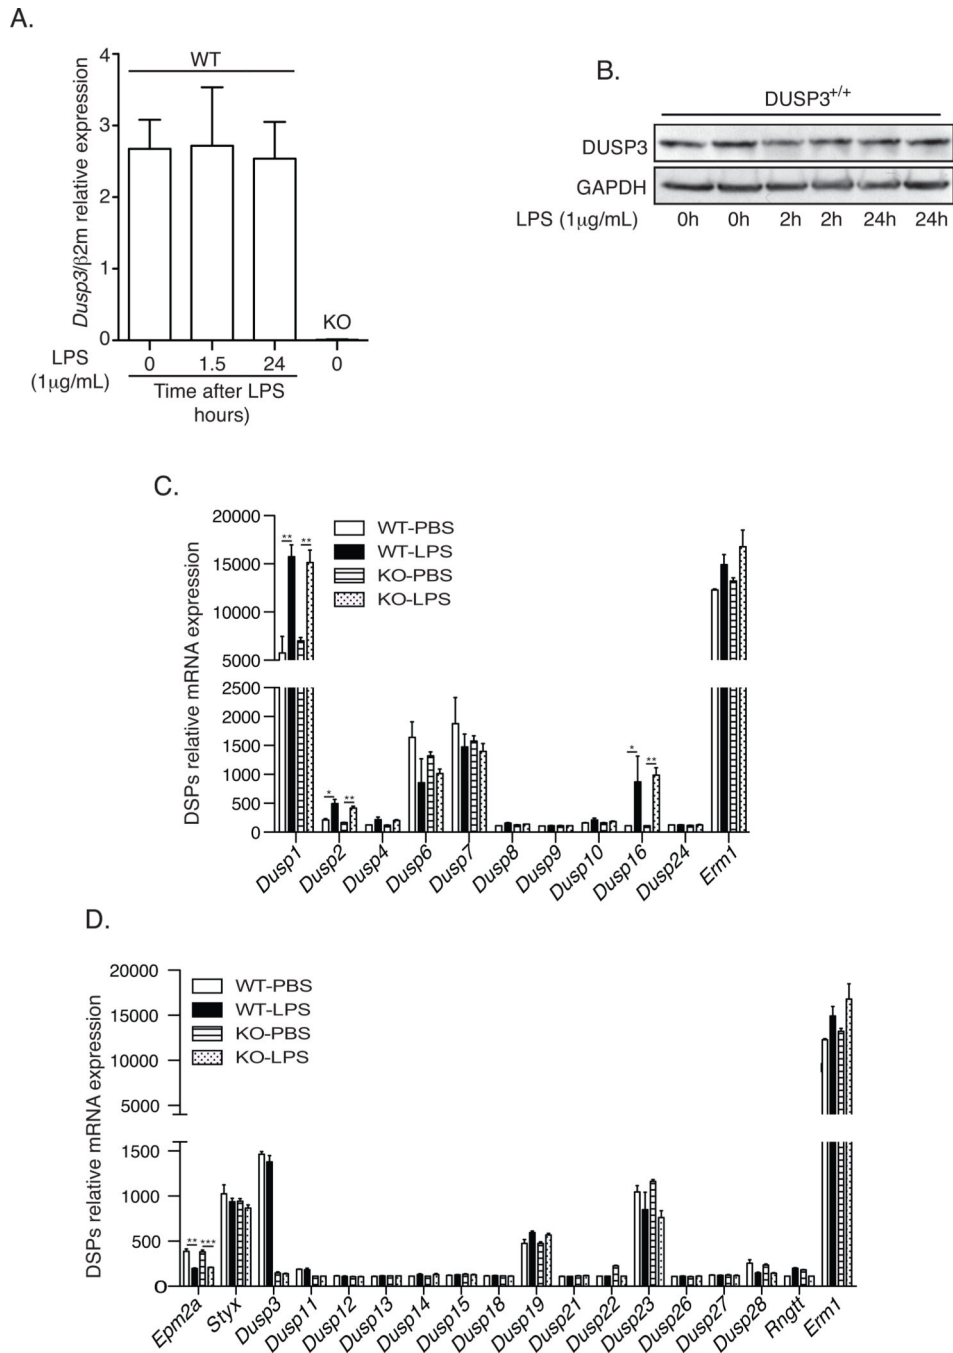 A.
WT
4
3
2
1
0
Dusp3/β2m relative expression
KO
LPS
(1μg/mL)
0 1.5 24 0
Time after LPS
hours)
B.
DUSP3+/+
DUSP3
GAPDH
LPS (1μg/mL) 0h 0h 2h 2h 24h 24h
C.
DSPs relative mRNA expression
20000
15000
10000
5000
2500
2000
1500
1000
500
0
WT-PBS
WT-LPS
KO-PBS
KO-LPS
** **
* **
* **
Dusp1 Dusp2 Dusp4 Dusp6 Dusp7 Dusp8 Dusp9 Dusp10 Dusp16 Dusp24 Erm1
D.
DSPs relative mRNA expression
20000
15000
10000
5000
1500
1000
500
0
WT-PBS
WT-LPS
KO-PBS
KO-LPS
** ***
Epm2a Styx Dusp3 Dusp11 Dusp12 Dusp13 Dusp14 Dusp15 Dusp18 Dusp19 Dusp21 Dusp22 Dusp23 Dusp26 Dusp27 Dusp28 Rngtt Erm1